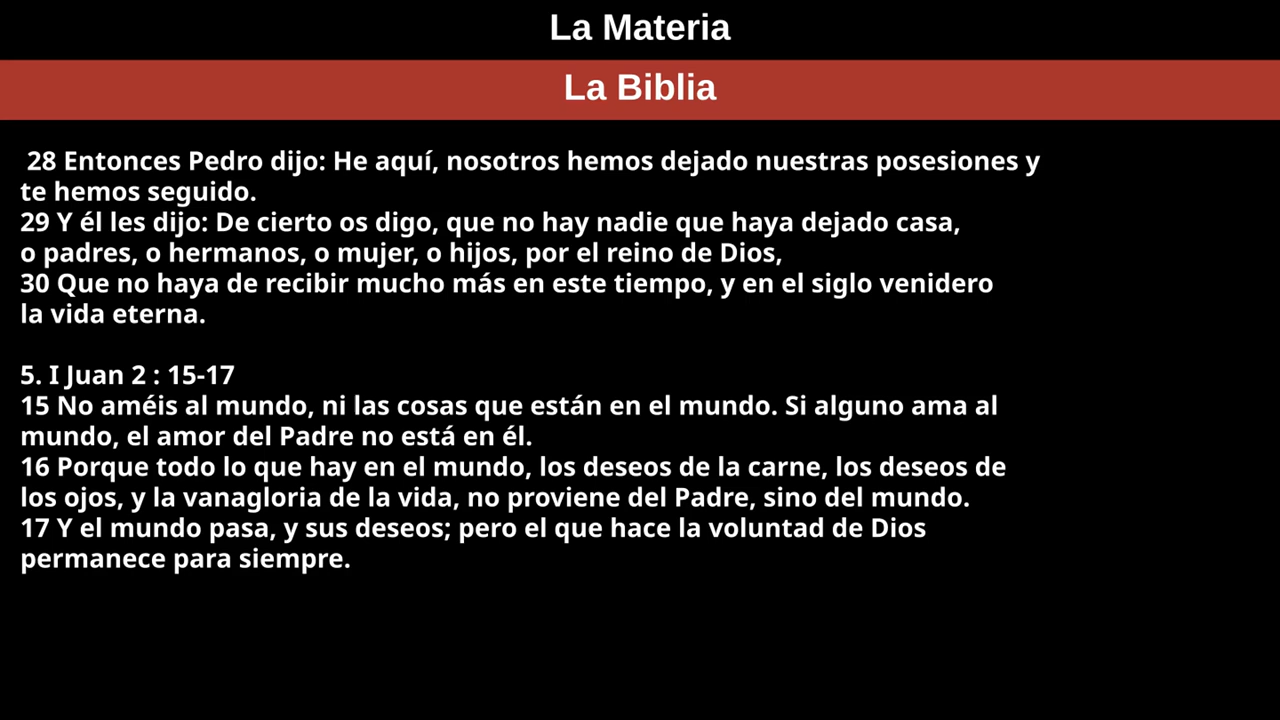 La Materia
La Biblia
28 Entonces Pedro dijo: He aquí, nosotros hemos dejado nuestras posesiones y
te hemos seguido.
29 Y él les dijo: De cierto os digo, que no hay nadie que haya dejado casa,
o padres, o hermanos, o mujer, o hijos, por el reino de Dios,
30 Que no haya de recibir mucho más en este tiempo, y en el siglo venidero
la vida eterna.
5. I Juan 2 : 15-17
15 No améis al mundo, ni las cosas que están en el mundo. Si alguno ama al
mundo, el amor del Padre no está en él.
16 Porque todo lo que hay en el mundo, los deseos de la carne, los deseos de
los ojos, y la vanagloria de la vida, no proviene del Padre, sino del mundo.
17 Y el mundo pasa, y sus deseos; pero el que hace la voluntad de Dios
permanece para siempre.